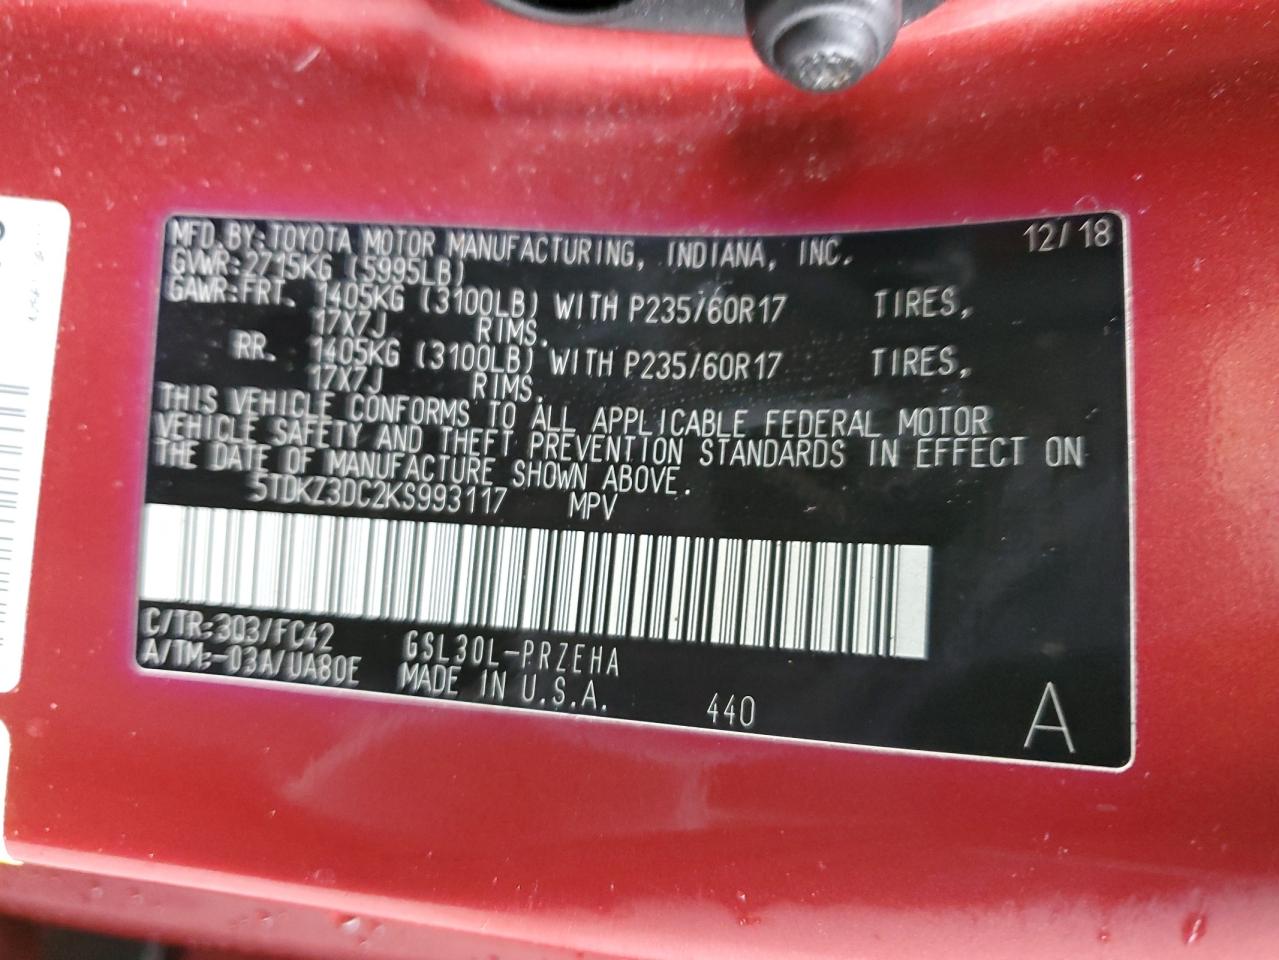 MFD.BY:TOYOTA MOTOR MANUFACTURING, INDIANA, INC. 12/18
GVWR:2715KG (5995LB)
GAWR:FRT. 1405KG (3100LB) WITH P235/60R17 TIRES,
17X7J RIMS.
RR. 1405KG (3100LB) WITH P235/60R17 TIRES,
17X7J RIMS.
THIS VEHICLE CONFORMS TO ALL APPLICABLE FEDERAL MOTOR
VEHICLE SAFETY AND THEFT PREVENTION STANDARDS IN EFFECT ON
THE DATE OF MANUFACTURE SHOWN ABOVE.
5TDKZ3DC2KS993117 MPV
C/TR:303/FC42 GSL30L-PRZEHA
A/TM:-03A/UA80E MADE IN U.S.A. 440 A